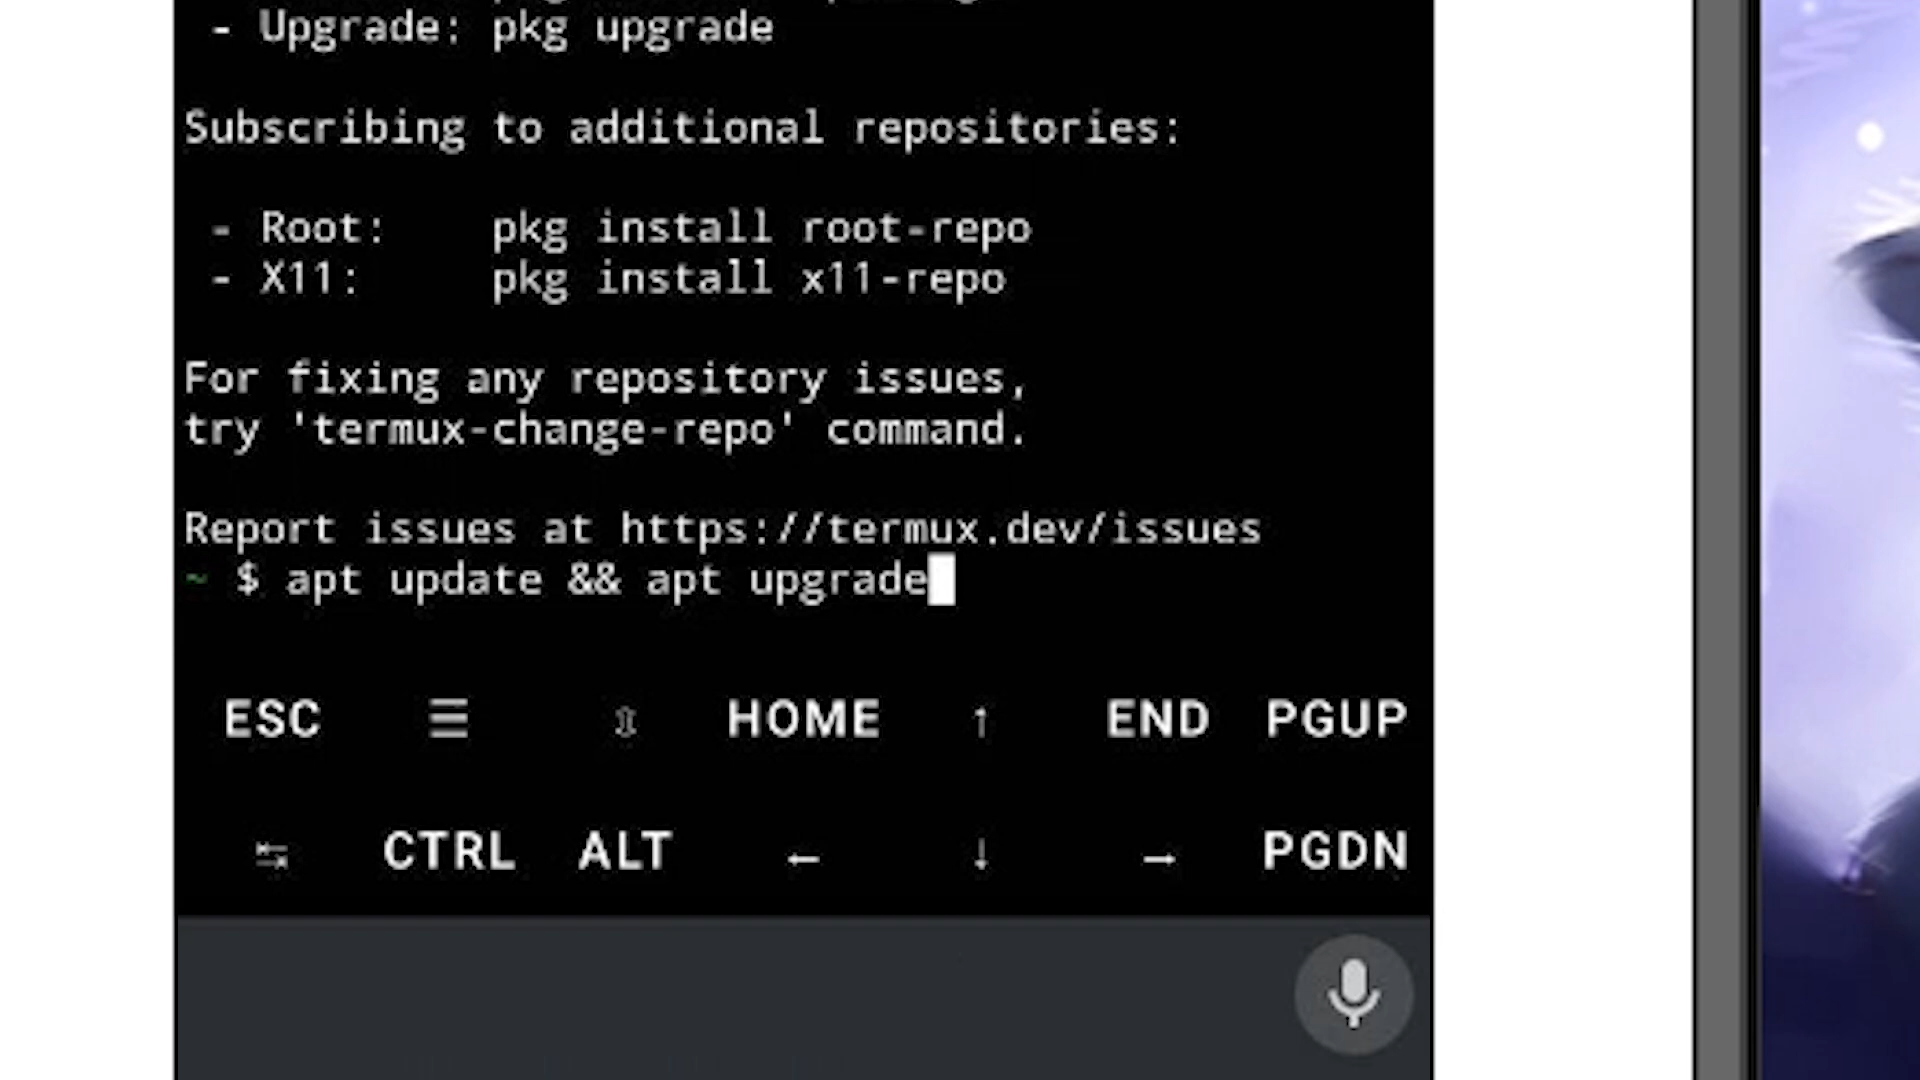 - Upgrade: pkg upgrade
Subscribing to additional repositories:
- Root: pkg install root-repo
- X11: pkg install x11-repo
For fixing any repository issues,
try 'termux-change-repo' command.
Report issues at https://termux.dev/issues
~ $ apt update && apt upgrade
ESC ☰ ⇳ HOME ↑ END PGUP
↹ CTRL ALT ← ↓ → PGDN